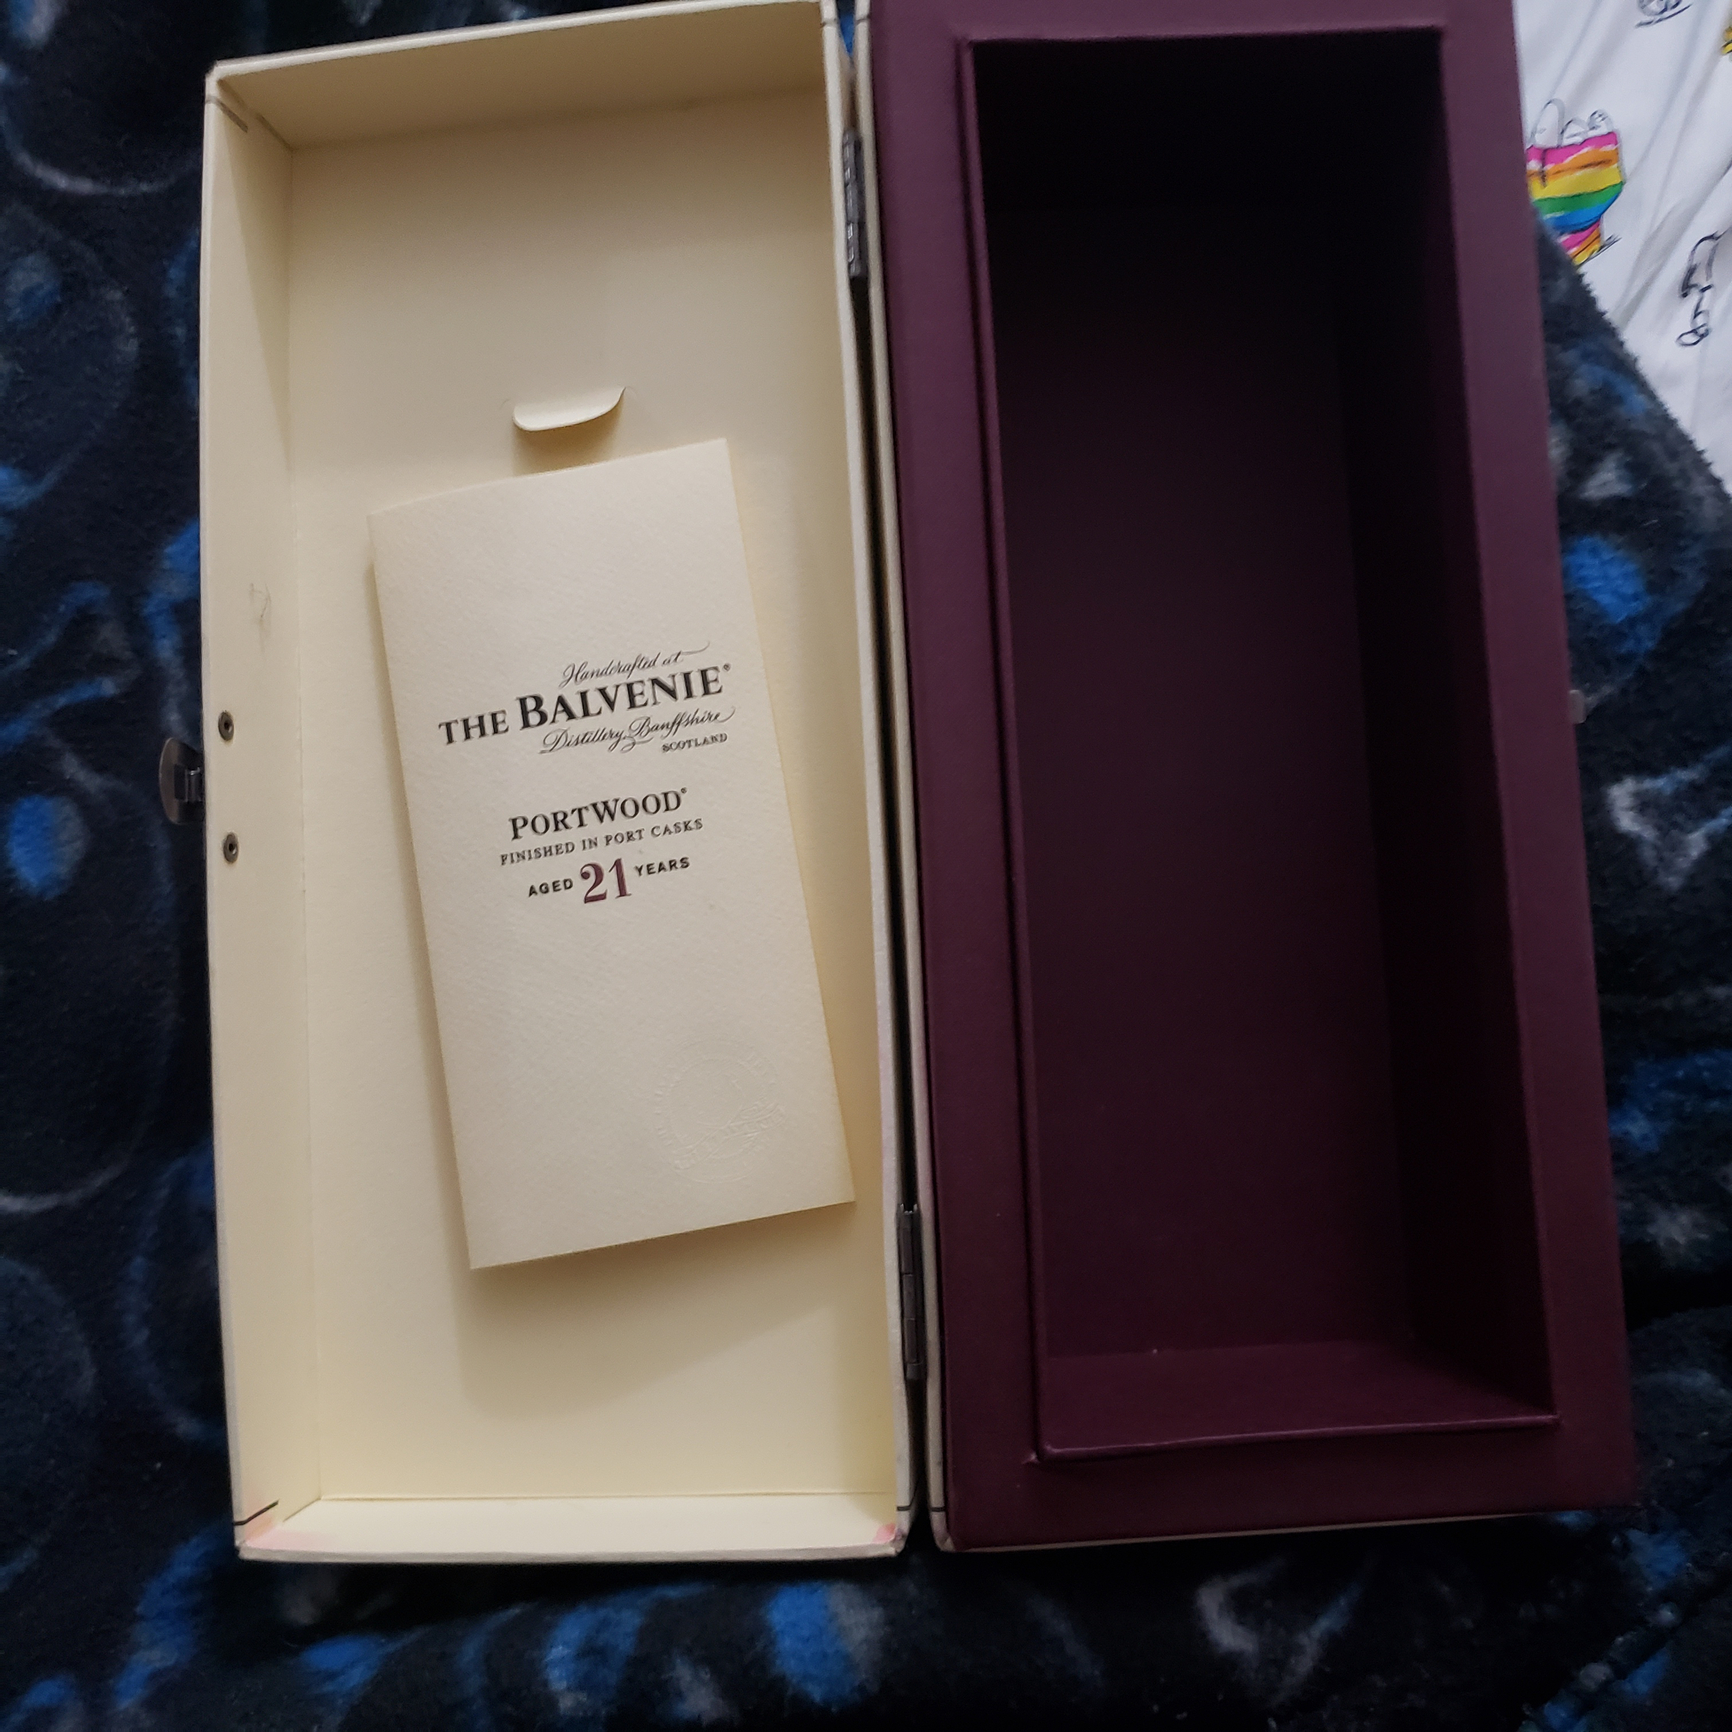 Handcrafted at
THE BALVENIE®
Distillery, Banffshire
SCOTLAND
PORTWOOD®
FINISHED IN PORT CASKS
AGED 21 YEARS